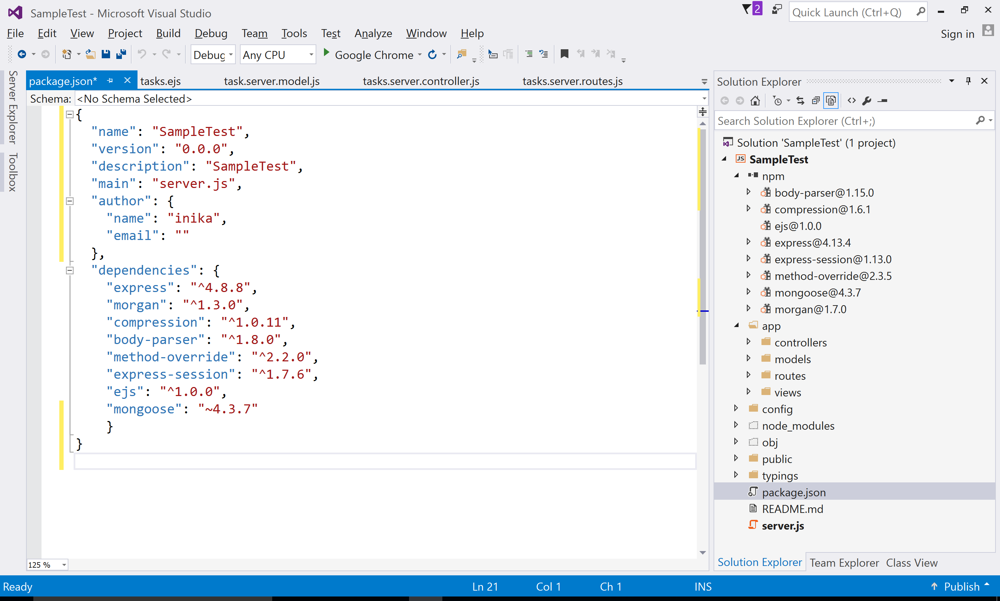 SampleTest - Microsoft Visual Studio
2
Quick Launch (Ctrl+Q)
File Edit View Project Build Debug Team Tools Test Analyze Window Help
Sign in
Debug Any CPU Google Chrome
Server Explorer
Toolbox
package.json* tasks.ejs task.server.model.js tasks.server.controller.js tasks.server.routes.js
Schema: <No Schema Selected>
{
"name": "SampleTest",
"version": "0.0.0",
"description": "SampleTest",
"main": "server.js",
"author": {
"name": "inika",
"email": ""
},
"dependencies": {
"express": "^4.8.8",
"morgan": "^1.3.0",
"compression": "^1.0.11",
"body-parser": "^1.8.0",
"method-override": "^2.2.0",
"express-session": "^1.7.6",
"ejs": "^1.0.0",
"mongoose": "~4.3.7"
}
}
125 %
Solution Explorer
Search Solution Explorer (Ctrl+;)
Solution 'SampleTest' (1 project)
JS SampleTest
npm
body-parser@1.15.0
compression@1.6.1
ejs@1.0.0
express@4.13.4
express-session@1.13.0
method-override@2.3.5
mongoose@4.3.7
morgan@1.7.0
app
controllers
models
routes
views
config
node_modules
obj
public
typings
package.json
README.md
server.js
Solution Explorer Team Explorer Class View
Ready Ln 21 Col 1 Ch 1 INS Publish